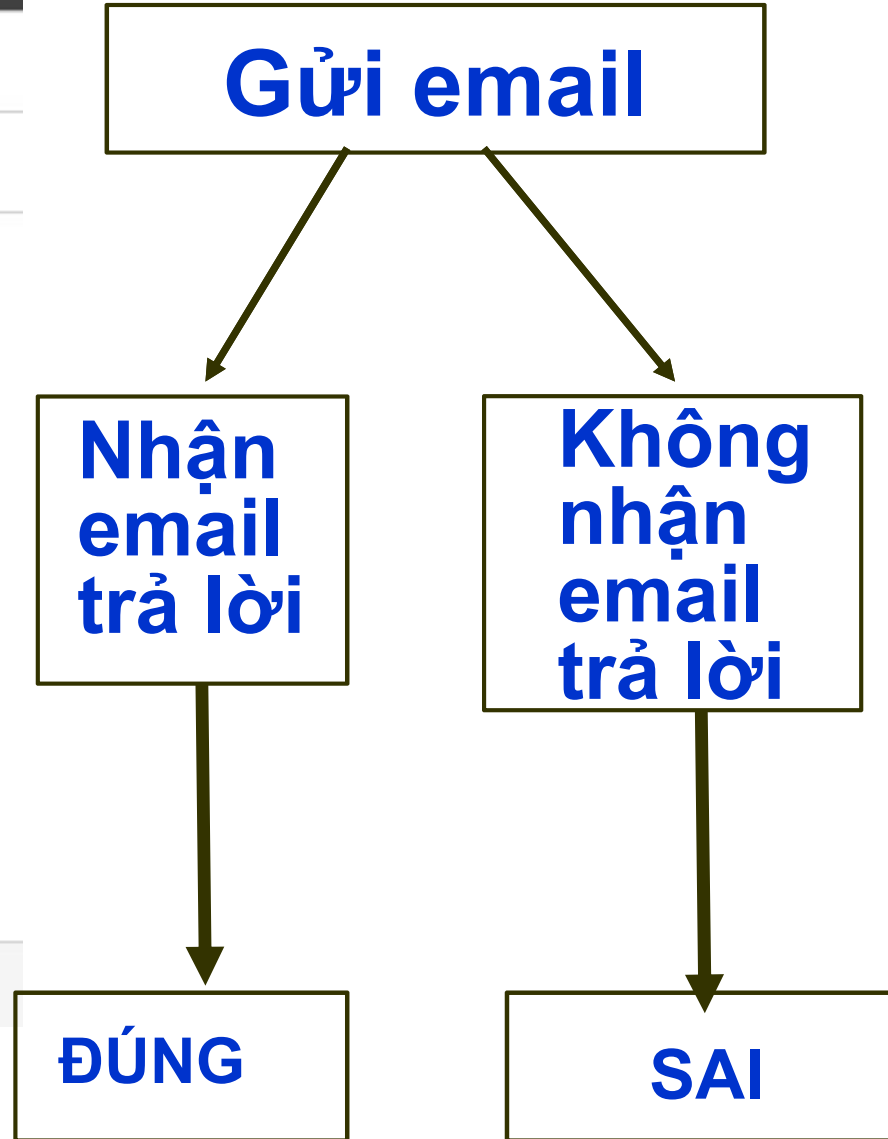 Gửi email
Nhận
email
trả lời
Không
nhận
email
trả lời
ĐÚNG
SAI